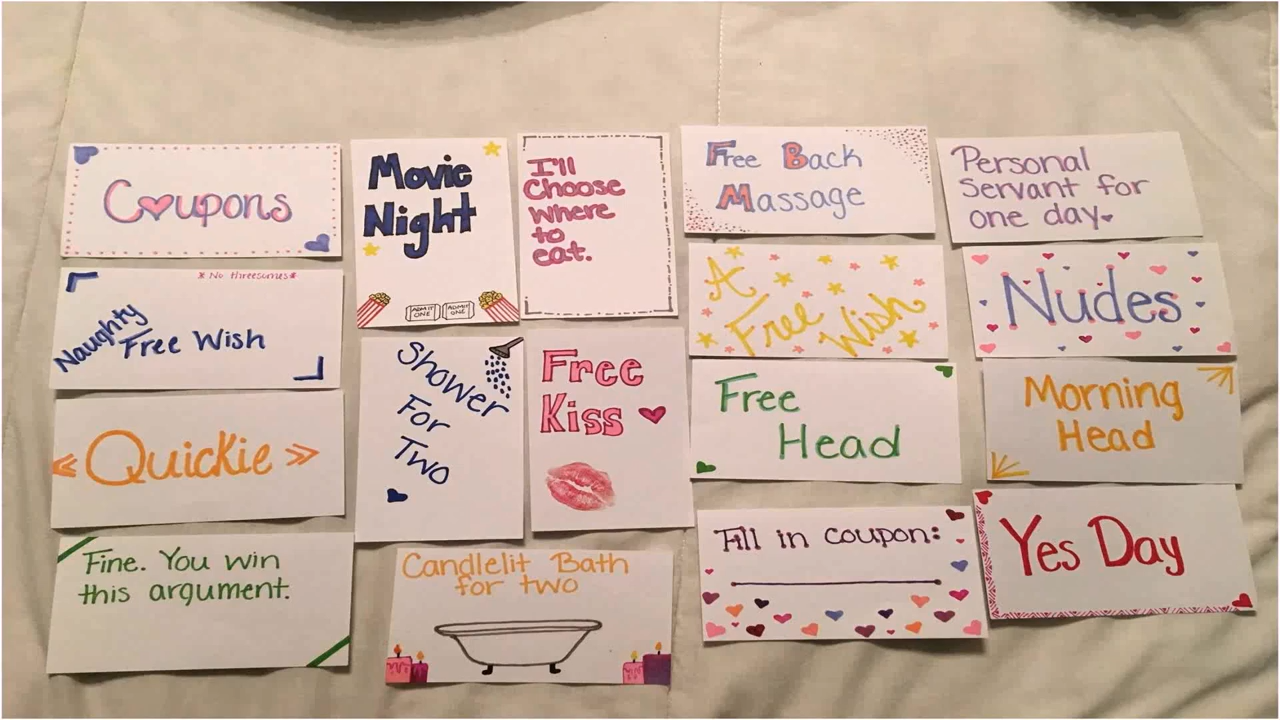 Coupons
* No threesomes *
Naughty
Free Wish
Quickie
Fine. You win
this argument.
Movie
Night
ADMIT
ONE
ADMIT
ONE
Shower
For
Two
I'll
Choose
Where
to
eat.
Free
Kiss
Candlelit Bath
for two
Free Back
Massage
A
Free Wish
Free
Head
Fill in coupon:
Personal
Servant for
one day.
Nudes
Morning
Head
Yes Day